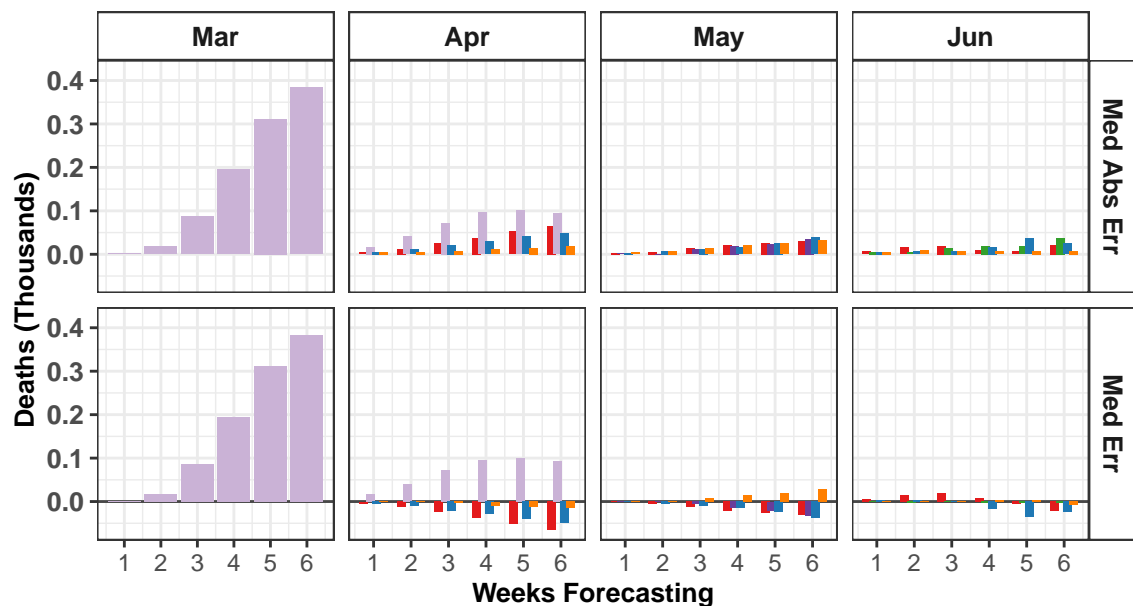 Mar Apr May Jun
Deaths (Thousands)
0.4
0.3
0.2
0.1
0.0
Med Abs Err
0.4
0.3
0.2
0.1
0.0
Med Err
1 2 3 4 5 6 1 2 3 4 5 6 1 2 3 4 5 6 1 2 3 4 5 6
Weeks Forecasting